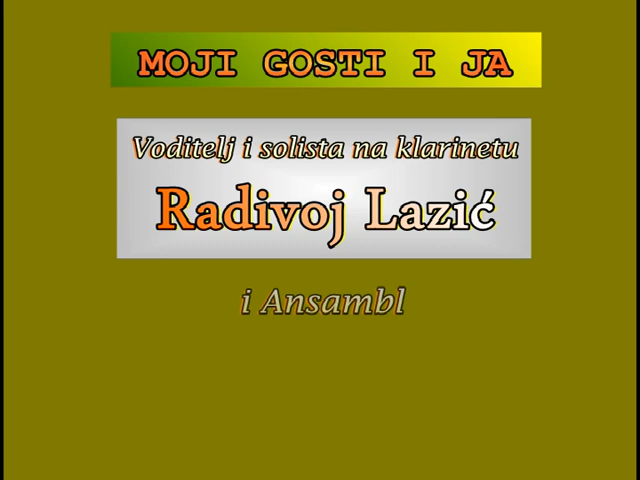 MOJI GOSTI I JA
Voditelj i solista na klarinetu
Radivoj Lazić
i Ansambl